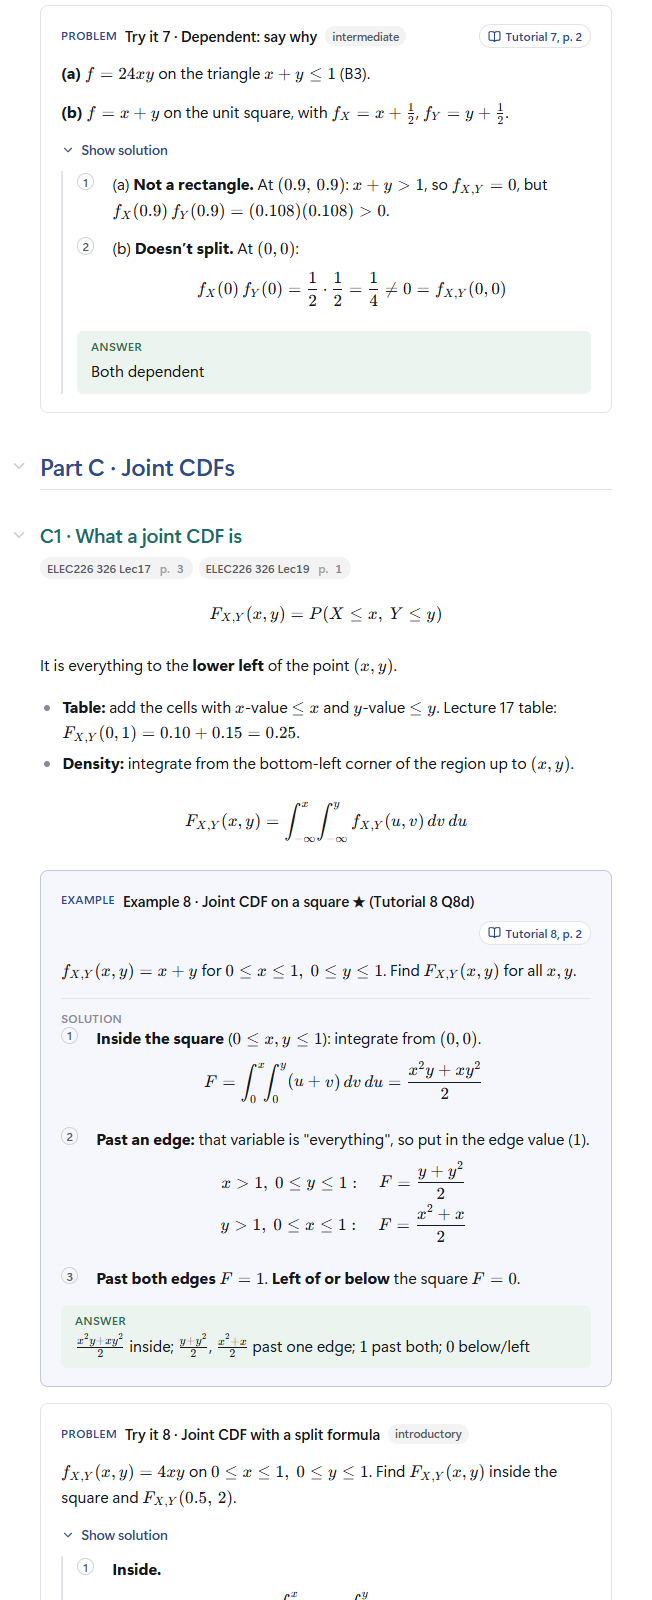 PROBLEM Try it 7 · Dependent: say why intermediate Tutorial 7, p. 2
(a) f = 24xy on the triangle x + y ≤ 1 (B3).
(b) f = x + y on the unit square, with f_X = x + 1/2, f_Y = y + 1/2.
Show solution
1 (a) Not a rectangle. At (0.9, 0.9): x + y > 1, so f_{X,Y} = 0, but
f_X(0.9) f_Y(0.9) = (0.108)(0.108) > 0.
2 (b) Doesn't split. At (0, 0):
f_X(0) f_Y(0) = 1/2 · 1/2 = 1/4 ≠ 0 = f_{X,Y}(0, 0)
ANSWER
Both dependent
Part C · Joint CDFs
C1 · What a joint CDF is
ELEC226 326 Lec17 p. 3 ELEC226 326 Lec19 p. 1
F_{X,Y}(x, y) = P(X ≤ x, Y ≤ y)
It is everything to the lower left of the point (x, y).
• Table: add the cells with x-value ≤ x and y-value ≤ y. Lecture 17 table:
F_{X,Y}(0, 1) = 0.10 + 0.15 = 0.25.
• Density: integrate from the bottom-left corner of the region up to (x, y).
F_{X,Y}(x, y) = ∫_{-∞}^{x} ∫_{-∞}^{y} f_{X,Y}(u, v) dv du
EXAMPLE Example 8 · Joint CDF on a square ★ (Tutorial 8 Q8d)
Tutorial 8, p. 2
f_{X,Y}(x, y) = x + y for 0 ≤ x ≤ 1, 0 ≤ y ≤ 1. Find F_{X,Y}(x, y) for all x, y.
SOLUTION
1 Inside the square (0 ≤ x, y ≤ 1): integrate from (0, 0).
F = ∫_0^x ∫_0^y (u + v) dv du = (x²y + xy²)/2
2 Past an edge: that variable is "everything", so put in the edge value (1).
x > 1, 0 ≤ y ≤ 1 : F = (y + y²)/2
y > 1, 0 ≤ x ≤ 1 : F = (x² + x)/2
3 Past both edges F = 1. Left of or below the square F = 0.
ANSWER
(x²y+xy²)/2 inside; (y+y²)/2, (x²+x)/2 past one edge; 1 past both; 0 below/left
PROBLEM Try it 8 · Joint CDF with a split formula introductory
f_{X,Y}(x, y) = 4xy on 0 ≤ x ≤ 1, 0 ≤ y ≤ 1. Find F_{X,Y}(x, y) inside the
square and F_{X,Y}(0.5, 2).
Show solution
1 Inside.
∫^x ∫^y